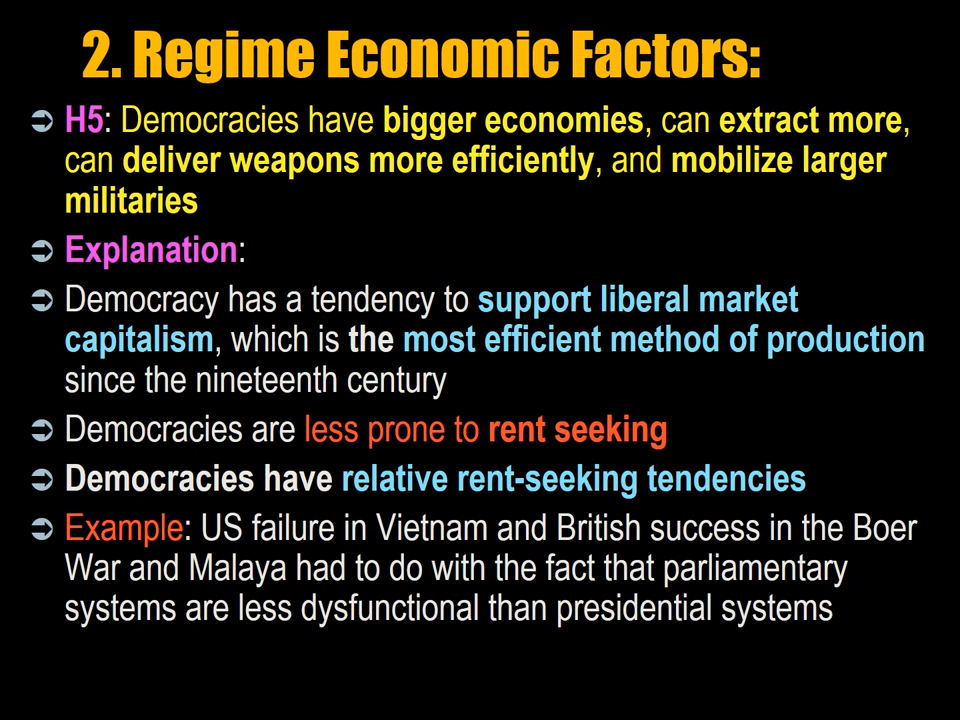 2. Regime Economic Factors:
H5: Democracies have bigger economies, can extract more,
can deliver weapons more efficiently, and mobilize larger
militaries
Explanation:
Democracy has a tendency to support liberal market
capitalism, which is the most efficient method of production
since the nineteenth century
Democracies are less prone to rent seeking
Democracies have relative rent-seeking tendencies
Example: US failure in Vietnam and British success in the Boer
War and Malaya had to do with the fact that parliamentary
systems are less dysfunctional than presidential systems